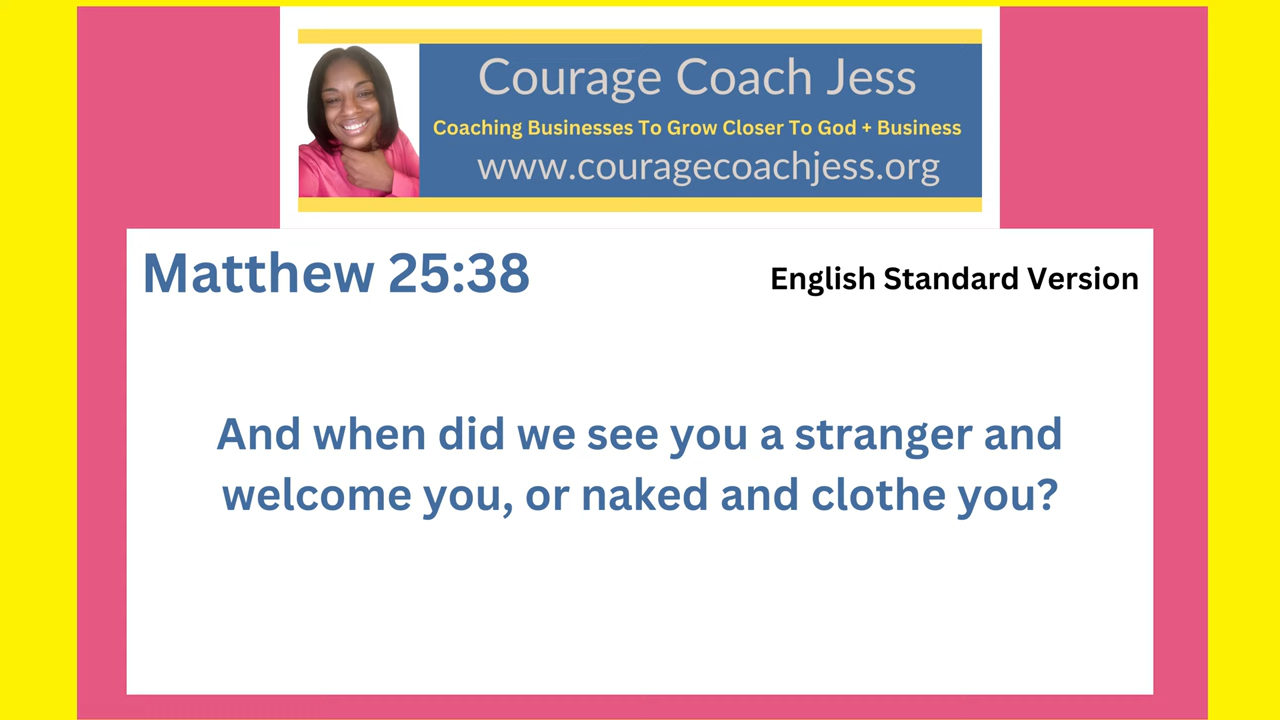 Courage Coach Jess
Coaching Businesses To Grow Closer To God + Business
www.couragecoachjess.org
Matthew 25:38
English Standard Version
And when did we see you a stranger and
welcome you, or naked and clothe you?